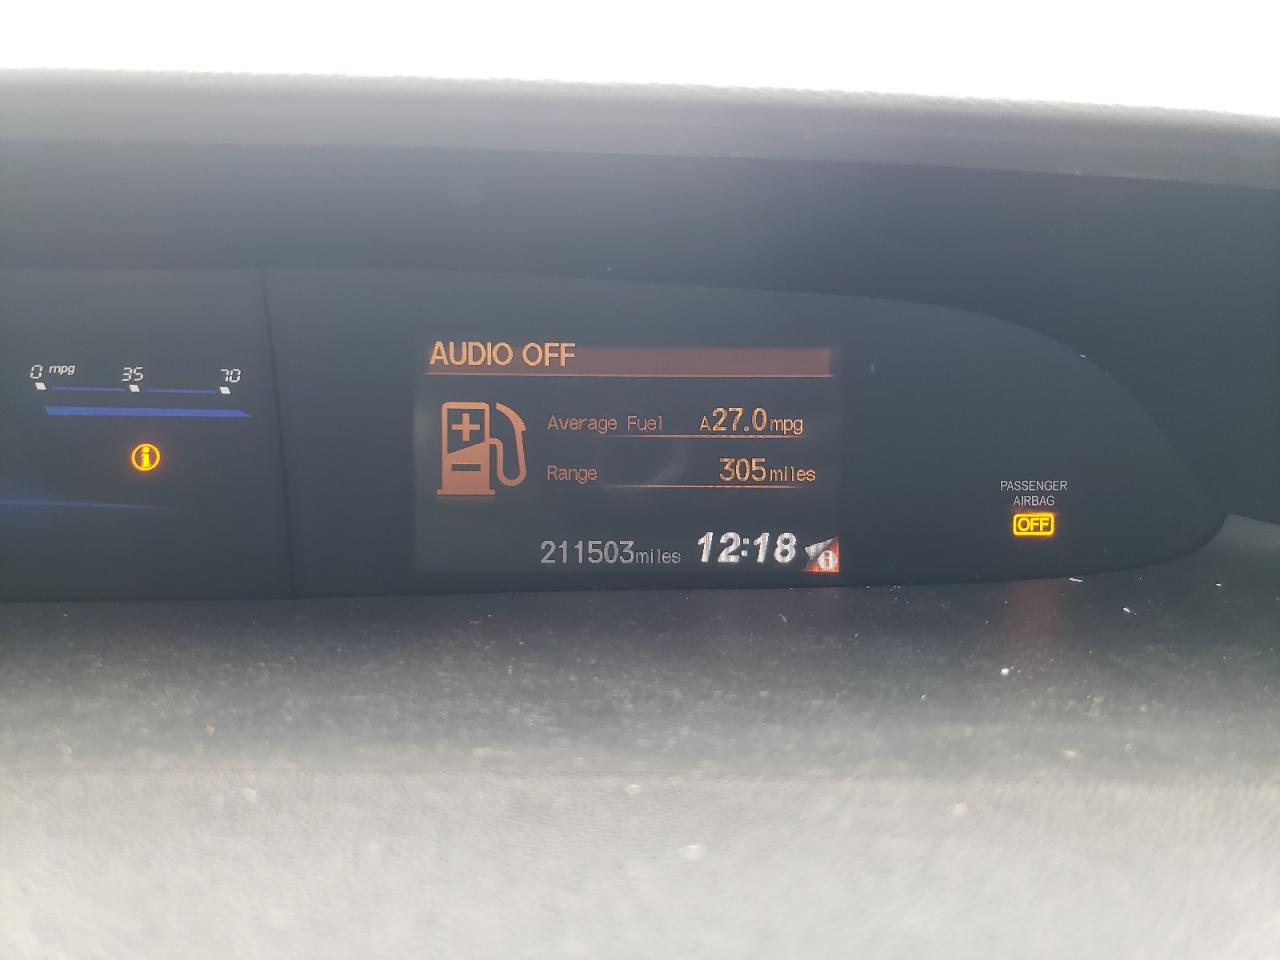 0 mpg 35 70
AUDIO OFF
Average Fuel A27.0mpg
Range 305miles
211503miles 12:18 i
i
PASSENGER
AIRBAG
OFF